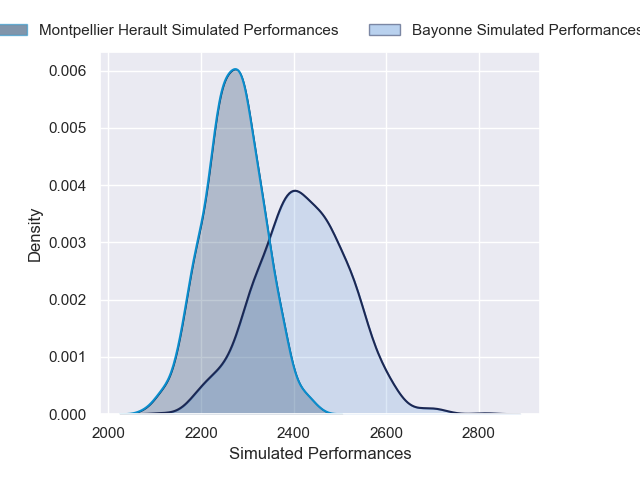 Montpellier Herault Simulated Performances Bayonne Simulated Performances
0.006
0.005
0.004
0.003
0.002
0.001
0.000
Density
2000 2200 2400 2600 2800
Simulated Performances